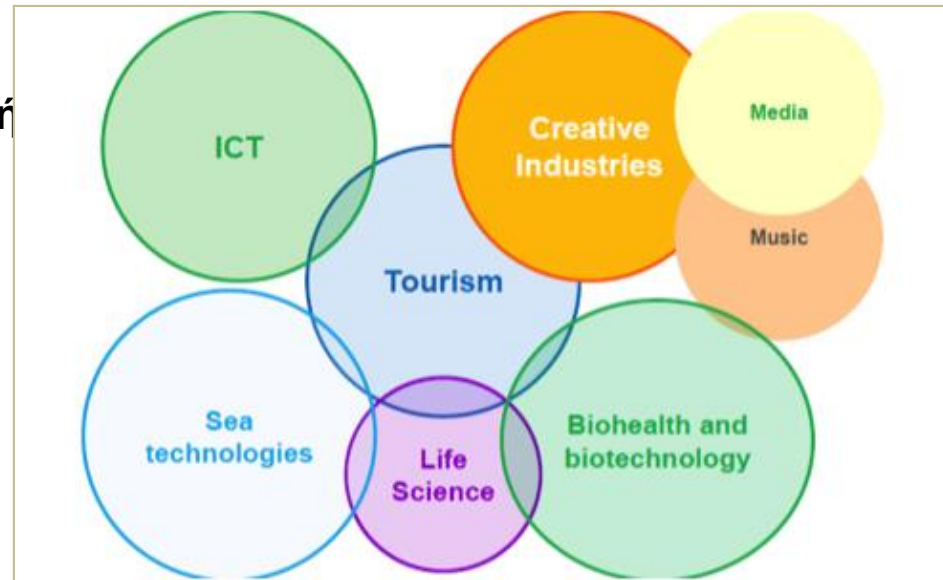 ICT
Creative
Industries
Media
Music
Tourism
Sea
technologies
Life
Science
Biohealth and
biotechnology